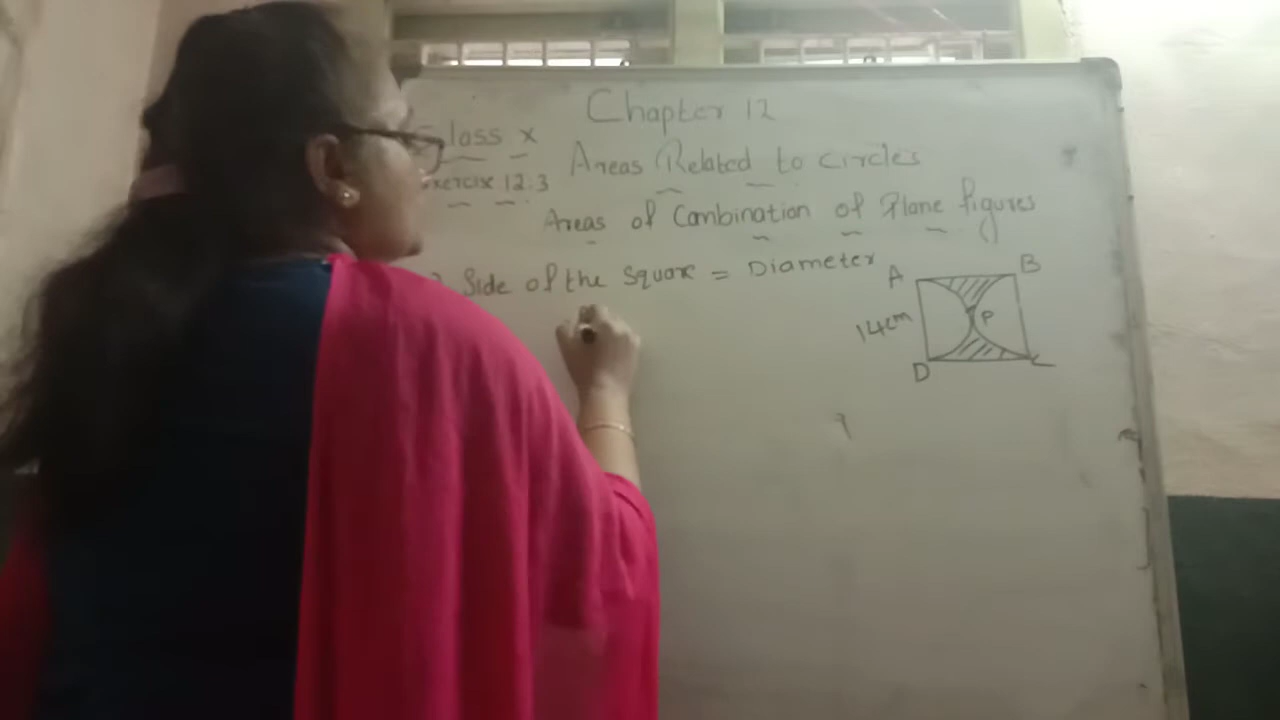 Chapter 12
Class x
Areas Related to circles
Exercise 12.3
Areas of Combination of Plane figures
Side of the Square = Diameter
A
B
14cm
P
D
C